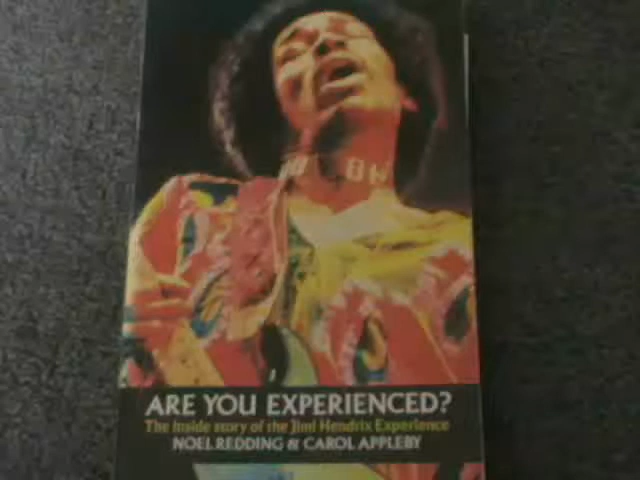 ARE YOU EXPERIENCED?
The inside story of the Jimi Hendrix Experience
NOEL REDDING & CAROL APPLEBY